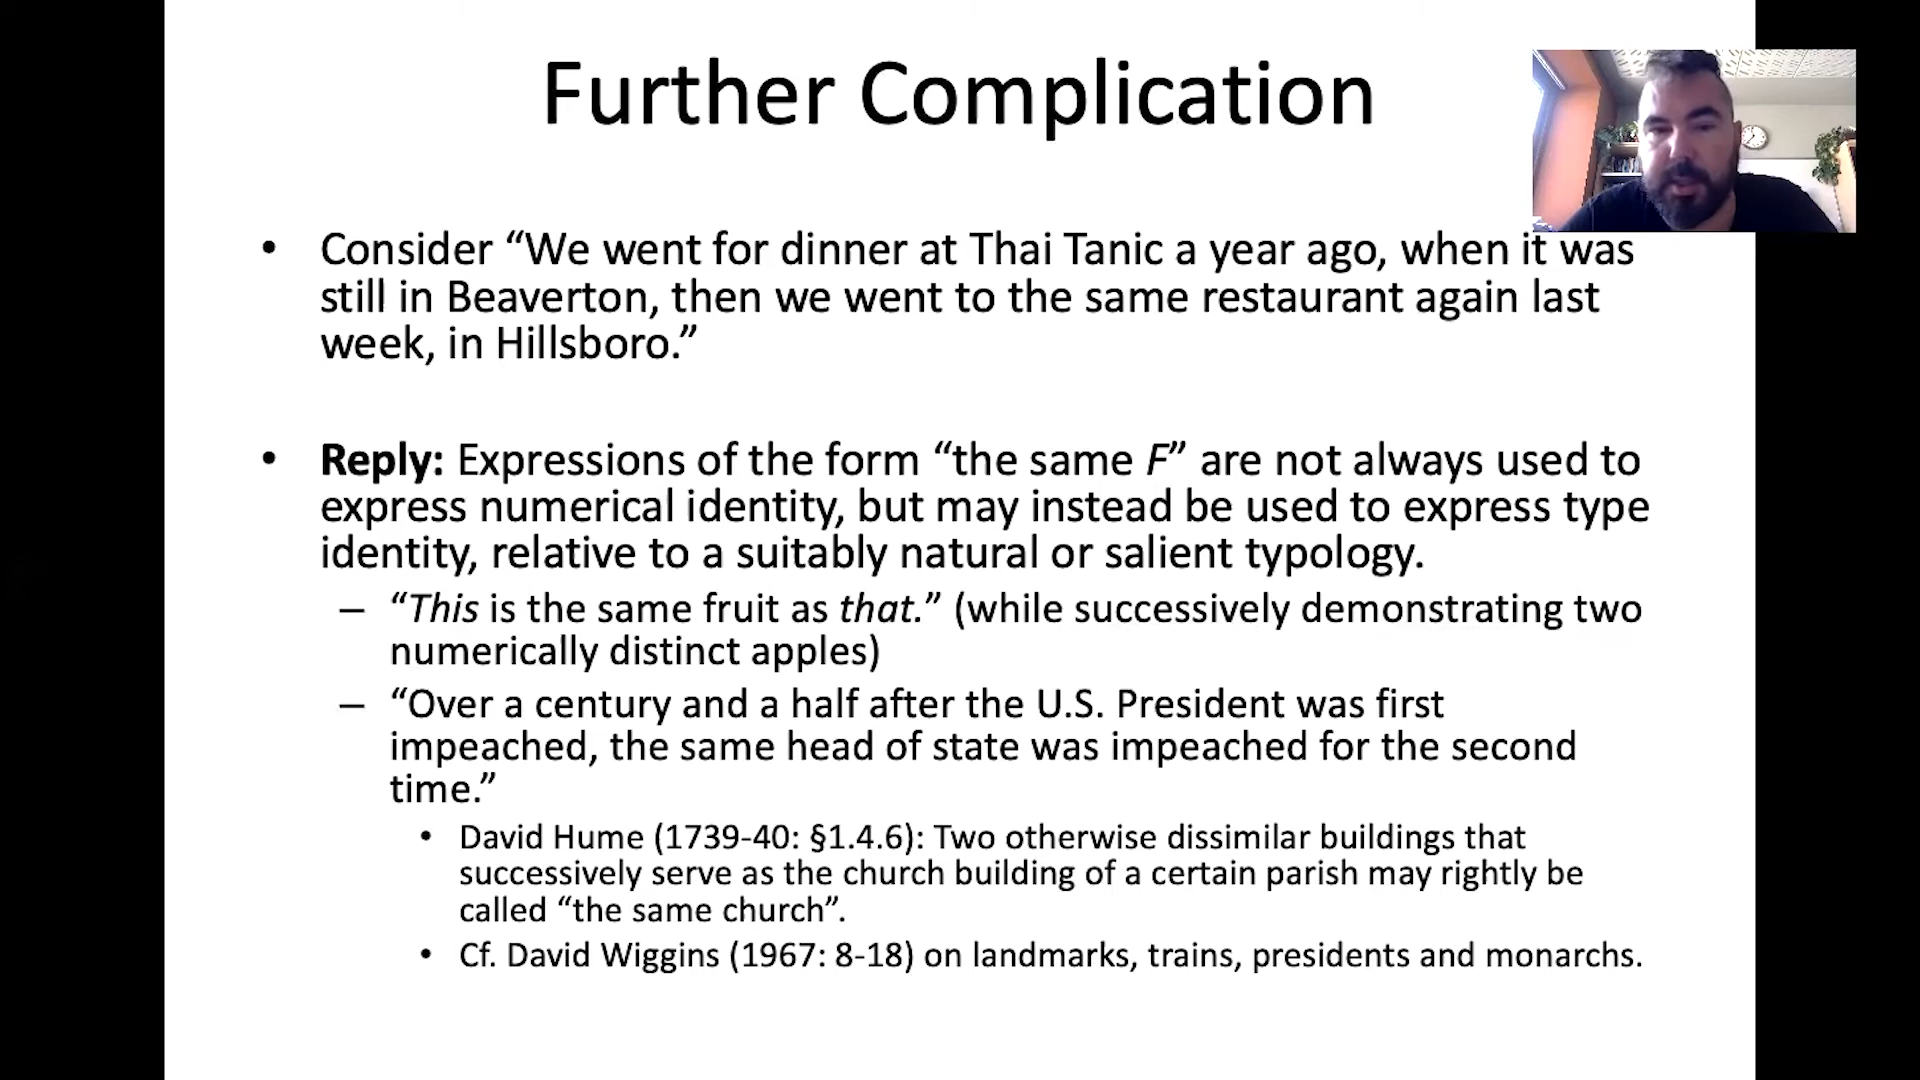 Further Complication
• Consider “We went for dinner at Thai Tanic a year ago, when it was
still in Beaverton, then we went to the same restaurant again last
week, in Hillsboro.”
• Reply: Expressions of the form “the same F” are not always used to
express numerical identity, but may instead be used to express type
identity, relative to a suitably natural or salient typology.
– “This is the same fruit as that.” (while successively demonstrating two
numerically distinct apples)
– “Over a century and a half after the U.S. President was first
impeached, the same head of state was impeached for the second
time.”
• David Hume (1739-40: §1.4.6): Two otherwise dissimilar buildings that
successively serve as the church building of a certain parish may rightly be
called “the same church”.
• Cf. David Wiggins (1967: 8-18) on landmarks, trains, presidents and monarchs.